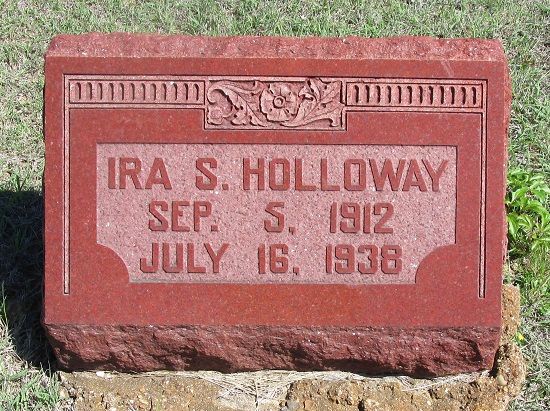 IRA S. HOLLOWAY
SEP. 5, 1912
JULY 16, 1938